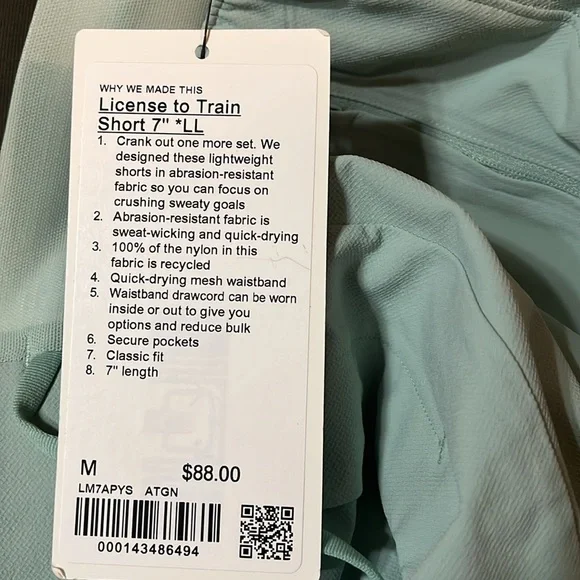 WHY WE MADE THIS
License to Train
Short 7" *LL
1. Crank out one more set. We
designed these lightweight
shorts in abrasion-resistant
fabric so you can focus on
crushing sweaty goals
2. Abrasion-resistant fabric is
sweat-wicking and quick-drying
3. 100% of the nylon in this
fabric is recycled
4. Quick-drying mesh waistband
5. Waistband drawcord can be worn
inside or out to give you
options and reduce bulk
6. Secure pockets
7. Classic fit
8. 7" length
M $88.00
LM7APYS ATGN
000143486494